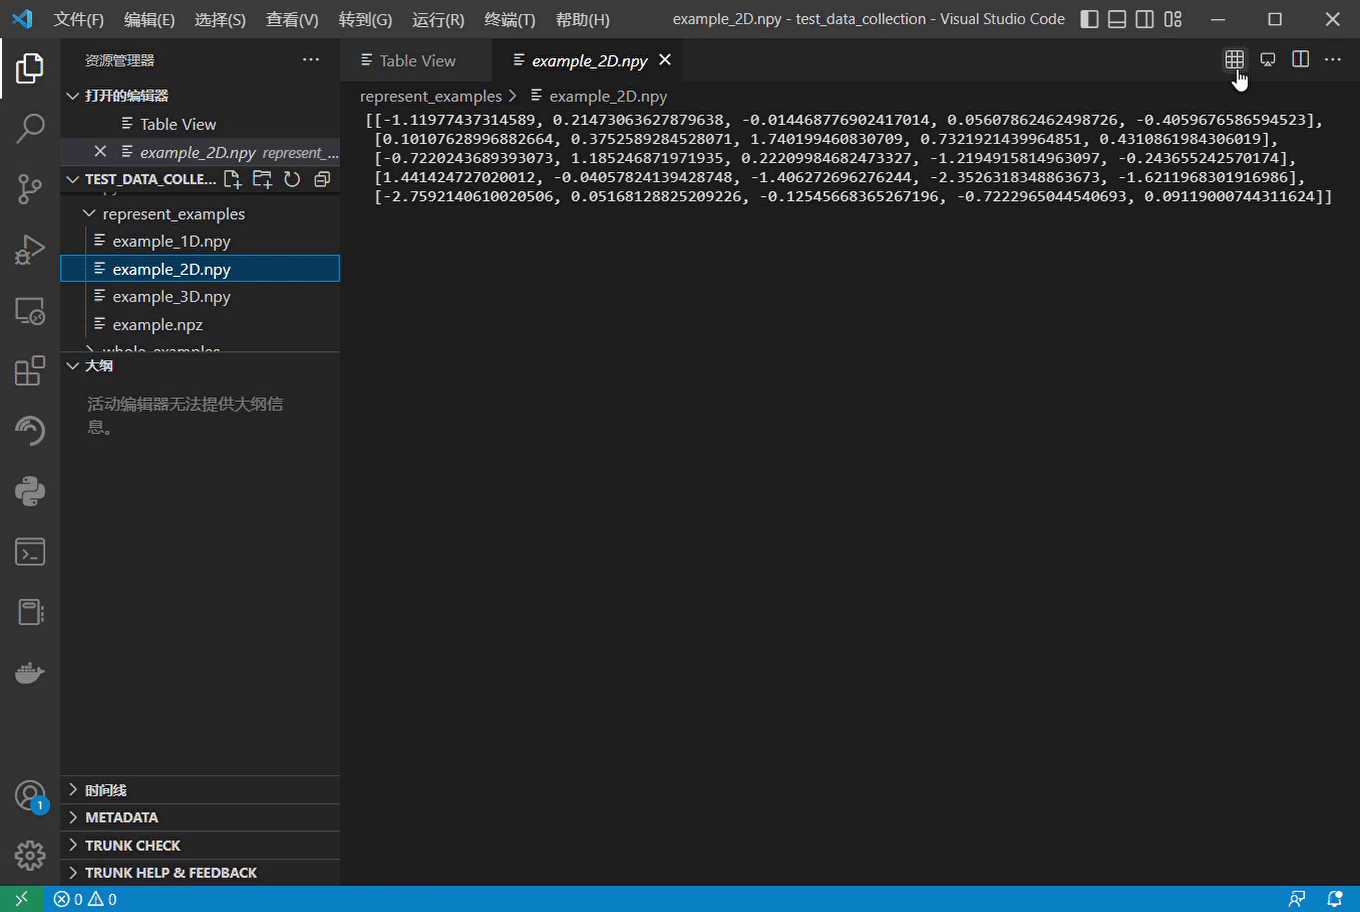 文件(F) 编辑(E) 选择(S) 查看(V) 转到(G) 运行(R) 终端(T) 帮助(H) example_2D.npy - test_data_collection - Visual Studio Code
资源管理器
打开的编辑器
Table View
example_2D.npy represent_...
TEST_DATA_COLLE...
represent_examples
example_1D.npy
example_2D.npy
example_3D.npy
example.npz
whole_examples
大纲
活动编辑器无法提供大纲信
息。
时间线
METADATA
TRUNK CHECK
TRUNK HELP & FEEDBACK
Table View example_2D.npy
represent_examples > example_2D.npy
[[-1.11977437314589, 0.21473063627879638, -0.014468776902417014, 0.05607862462498726, -0.4059676586594523],
[0.10107628996882664, 0.3752589284528071, 1.740199460830709, 0.7321921439964851, 0.4310861984306019],
[-0.7220243689393073, 1.185246871971935, 0.22209984682473327, -1.2194915814963097, -0.243655242570174],
[1.441424727020012, -0.04057824139428748, -1.406272696276244, -2.3526318348863673, -1.6211968301916986],
[-2.7592140610020506, 0.05168128825209226, -0.12545668365267196, -0.7222965044540693, 0.09119000744311624]]
1
0 0